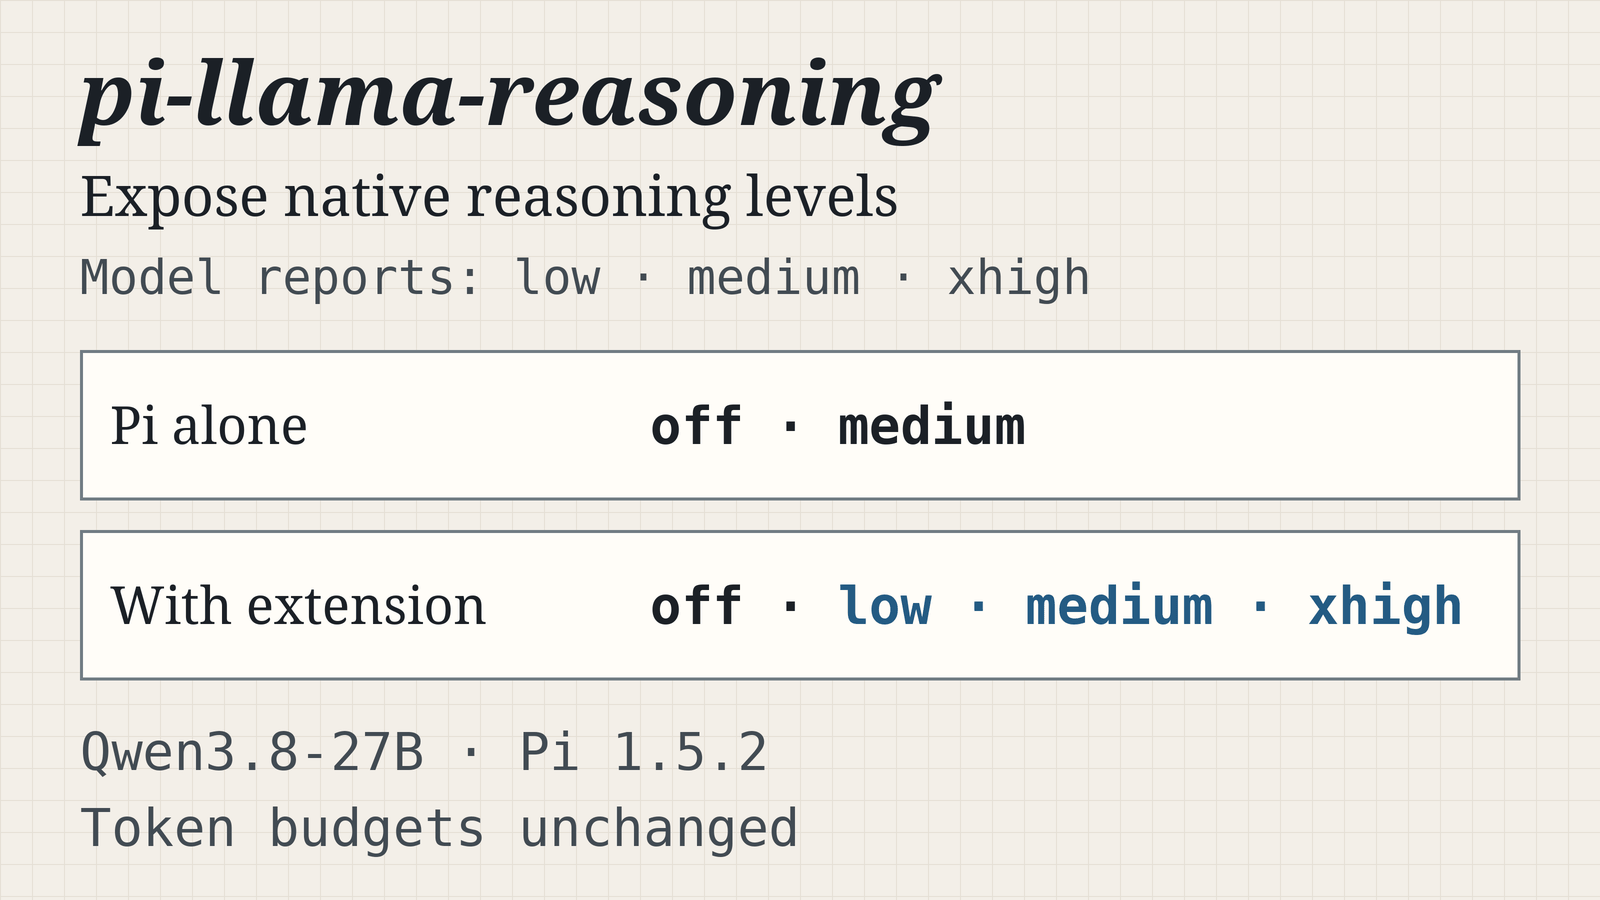 pi-llama-reasoning
Expose native reasoning levels
Model reports: low · medium · xhigh
Pi alone off · medium
With extension off · low · medium · xhigh
Qwen3.8-27B · Pi 1.5.2
Token budgets unchanged